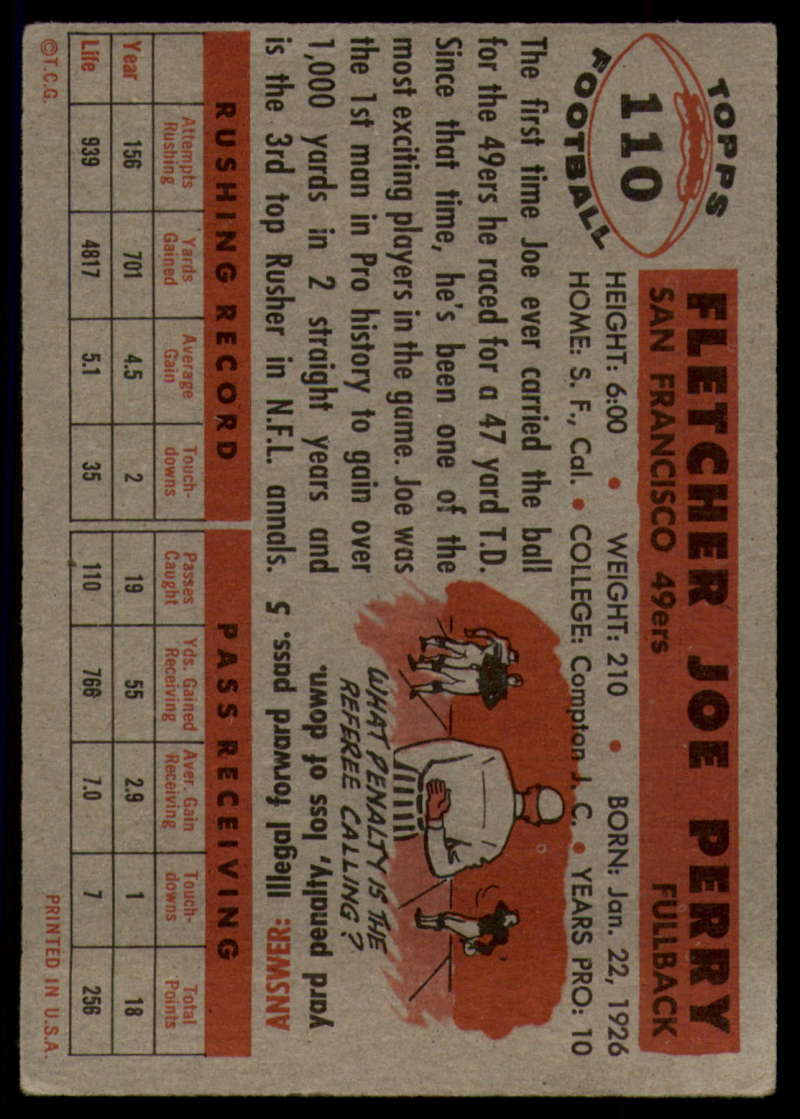 TOPPS
110
FOOTBALL
FLETCHER JOE PERRY
SAN FRANCISCO 49ers FULLBACK
HEIGHT: 6:00 • WEIGHT: 210 • BORN: Jan. 22, 1926
HOME: S. F., Cal. • COLLEGE: Compton J. C. • YEARS PRO: 10
The first time Joe ever carried the ball
for the 49ers he raced for a 47 yard T.D.
Since that time, he's been one of the
most exciting players in the game. Joe was
the 1st man in Pro history to gain over
1,000 yards in 2 straight years and
is the 3rd top Rusher in N.F.L. annals.
WHAT PENALTY IS THE
REFEREE CALLING?
ANSWER: Illegal forward pass. 5
yard penalty, loss of down.
RUSHING RECORD PASS RECEIVING
Attempts Rushing Yards Gained Average Gain Touch-downs Passes Caught Yds. Gained Receiving Aver. Gain Receiving Touch-downs Total Points
Year 156 701 4.5 2 19 55 2.9 1 18
Life 939 4817 5.1 35 110 766 7.0 7 256
©T.C.G. PRINTED IN U.S.A.